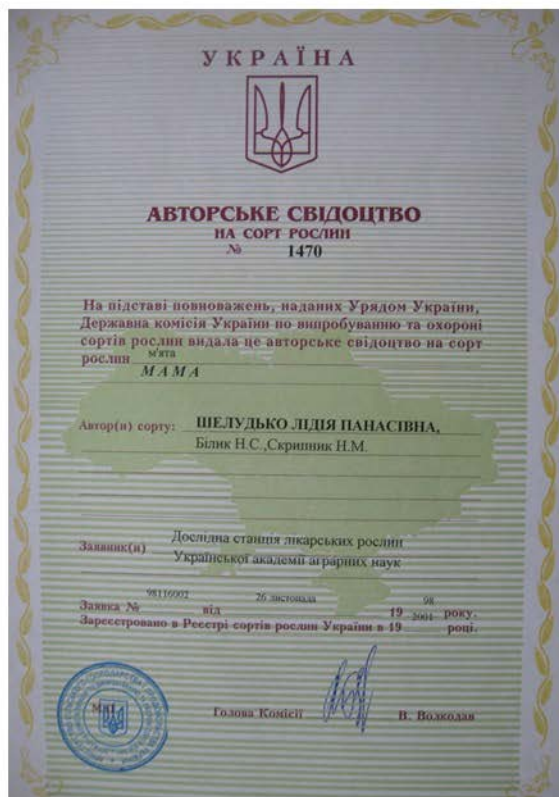 УКРАЇНА
АВТОРСЬКЕ СВІДОЦТВО
НА СОРТ РОСЛИН
№ 1470
На підставі повноважень, наданих Урядом України,
Державна комісія України по випробуванню та охороні
сортів рослин видала це авторське свідоцтво на сорт
рослин м'ята
МАМА
Автор(и) сорту: ШЕЛУДЬКО ЛІДІЯ ПАНАСІВНА,
Білик Н.С.,Скрипник Н.М.
Заявник(и) Дослідна станція лікарських рослин
Української академії аграрних наук
Заявка № 98116002 від 26 листопада 19 98 року.
Зареєстровано в Реєстрі сортів рослин України в 19 2001 році.
Голова Комісії В. Волкодав